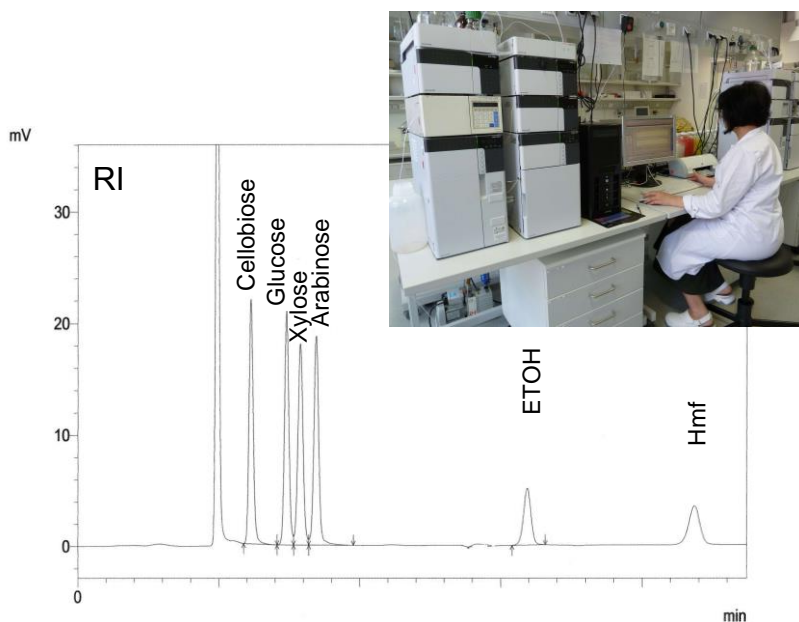 mV
RI
30
20
10
0
0
min
Cellobiose
Glucose
Xylose
Arabinose
ETOH
Hmf